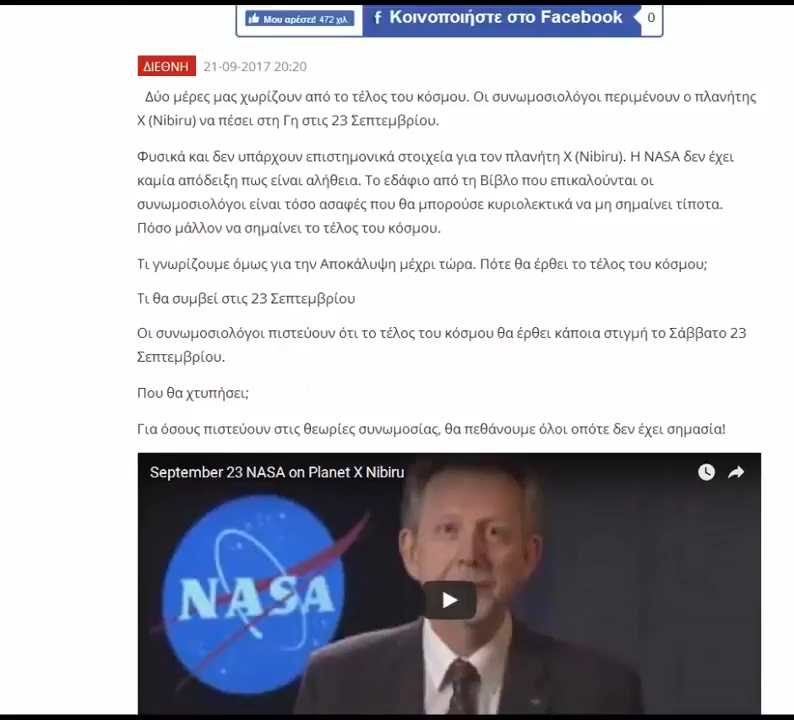 Μου αρέσει! 472 χιλ.
Κοινοποιήστε στο Facebook
0
ΔΙΕΘΝΗ 21-09-2017 20:20
Δύο μέρες μας χωρίζουν από το τέλος του κόσμου. Οι συνωμοσιολόγοι περιμένουν ο πλανήτης
Χ (Nibiru) να πέσει στη Γη στις 23 Σεπτεμβρίου.
Φυσικά και δεν υπάρχουν επιστημονικά στοιχεία για τον πλανήτη Χ (Nibiru). Η NASA δεν έχει
καμία απόδειξη πως είναι αλήθεια. Το εδάφιο από τη Βίβλο που επικαλούνται οι
συνωμοσιολόγοι είναι τόσο ασαφές που θα μπορούσε κυριολεκτικά να μη σημαίνει τίποτα.
Πόσο μάλλον να σημαίνει το τέλος του κόσμου.
Τι γνωρίζουμε όμως για την Αποκάλυψη μέχρι τώρα. Πότε θα έρθει το τέλος του κόσμου;
Τι θα συμβεί στις 23 Σεπτεμβρίου
Οι συνωμοσιολόγοι πιστεύουν ότι το τέλος του κόσμου θα έρθει κάποια στιγμή το Σάββατο 23
Σεπτεμβρίου.
Που θα χτυπήσει;
Για όσους πιστεύουν στις θεωρίες συνωμοσίας, θα πεθάνουμε όλοι οπότε δεν έχει σημασία!
September 23 NASA on Planet X Nibiru
NASA